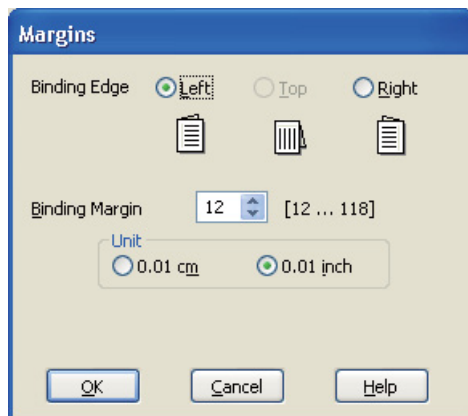 Margins
Binding Edge Left Top Right
Binding Margin 12 [12 ... 118]
Unit
0.01 cm 0.01 inch
OK Cancel Help